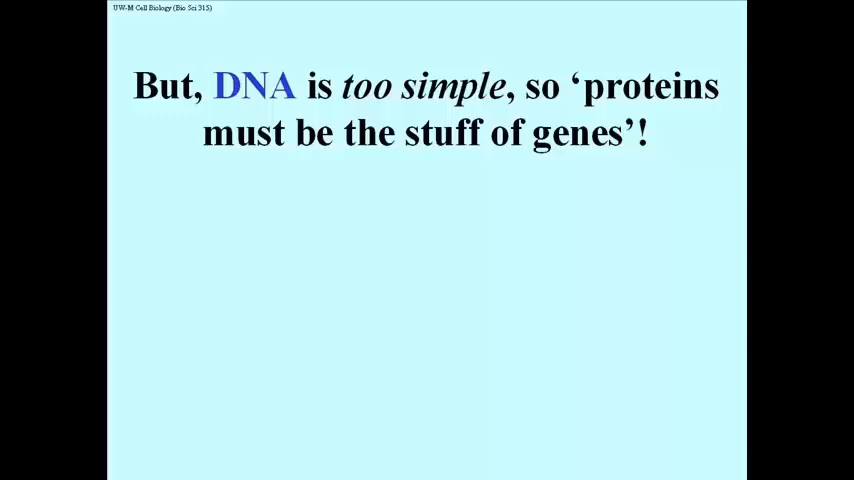 UW-M Cell Biology (Bio Sci 315)
But, DNA is too simple, so ‘proteins
must be the stuff of genes’!